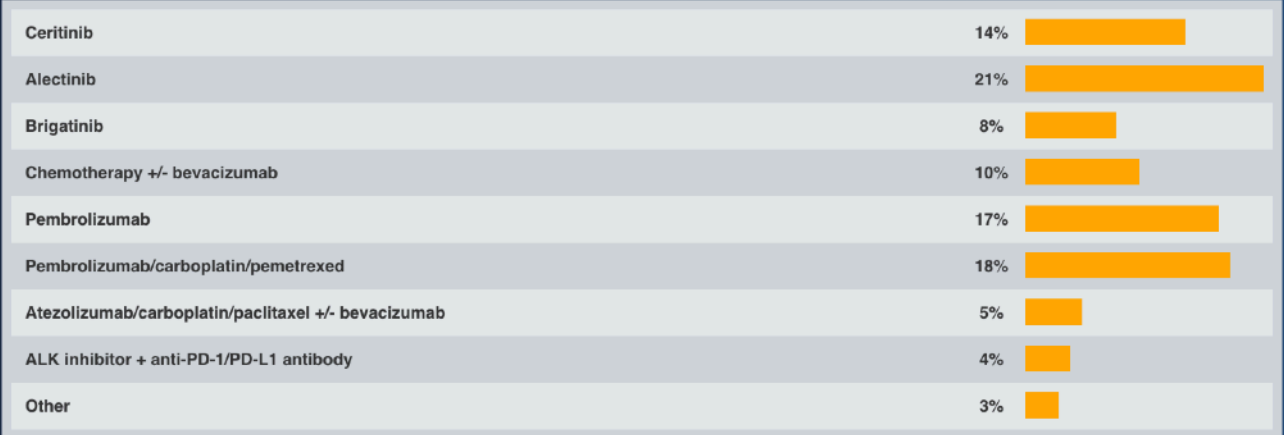 Ceritinib 14%
Alectinib 21%
Brigatinib 8%
Chemotherapy +/- bevacizumab 10%
Pembrolizumab 17%
Pembrolizumab/carboplatin/pemetrexed 18%
Atezolizumab/carboplatin/paclitaxel +/- bevacizumab 5%
ALK inhibitor + anti-PD-1/PD-L1 antibody 4%
Other 3%